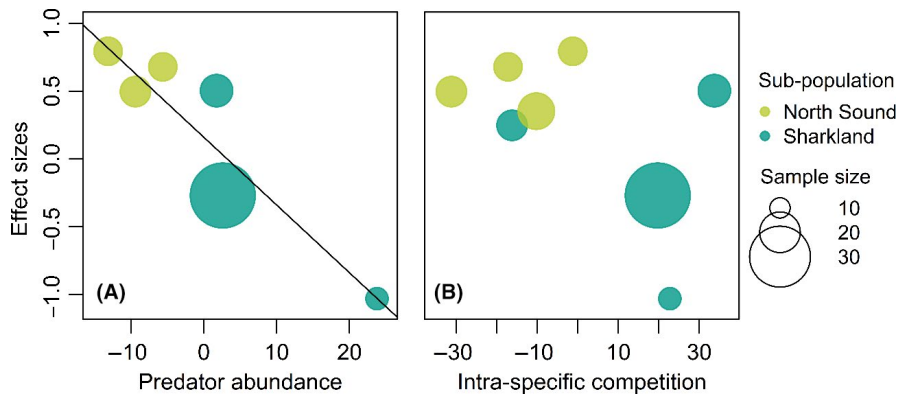 Effect sizes
1.0
0.5
0.0
−0.5
−1.0
(A)
−10 0 10 20
Predator abundance
(B)
−30 −10 10 30
Intra-specific competition
Sub-population
North Sound
Sharkland
Sample size
10
20
30